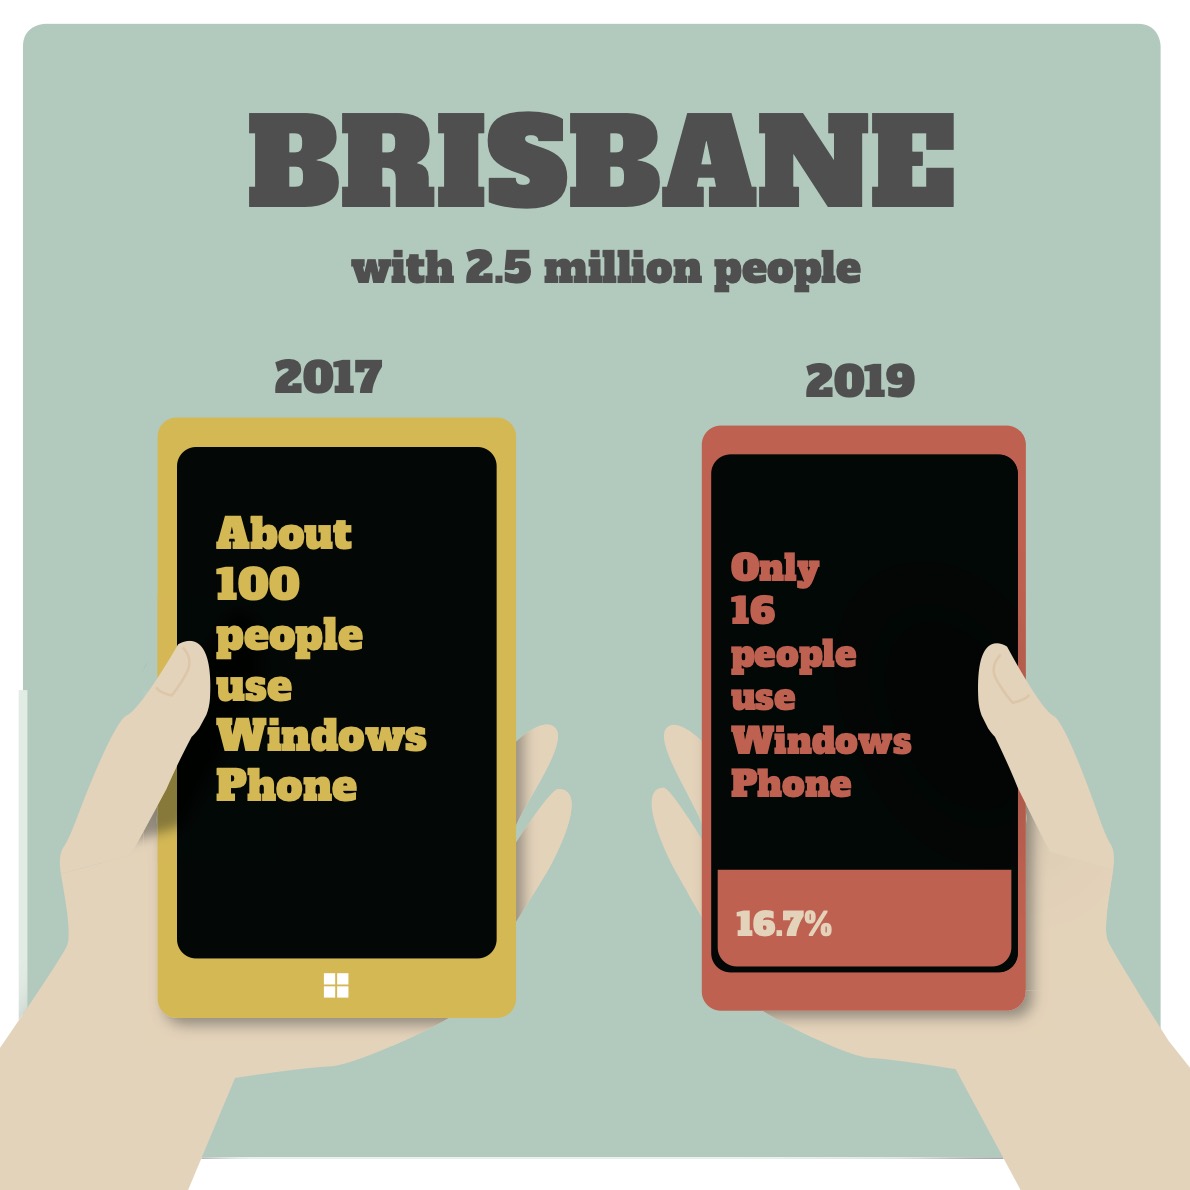 BRISBANE
with 2.5 million people
2017
About
100
people
use
Windows
Phone
2019
Only
16
people
use
Windows
Phone
16.7%